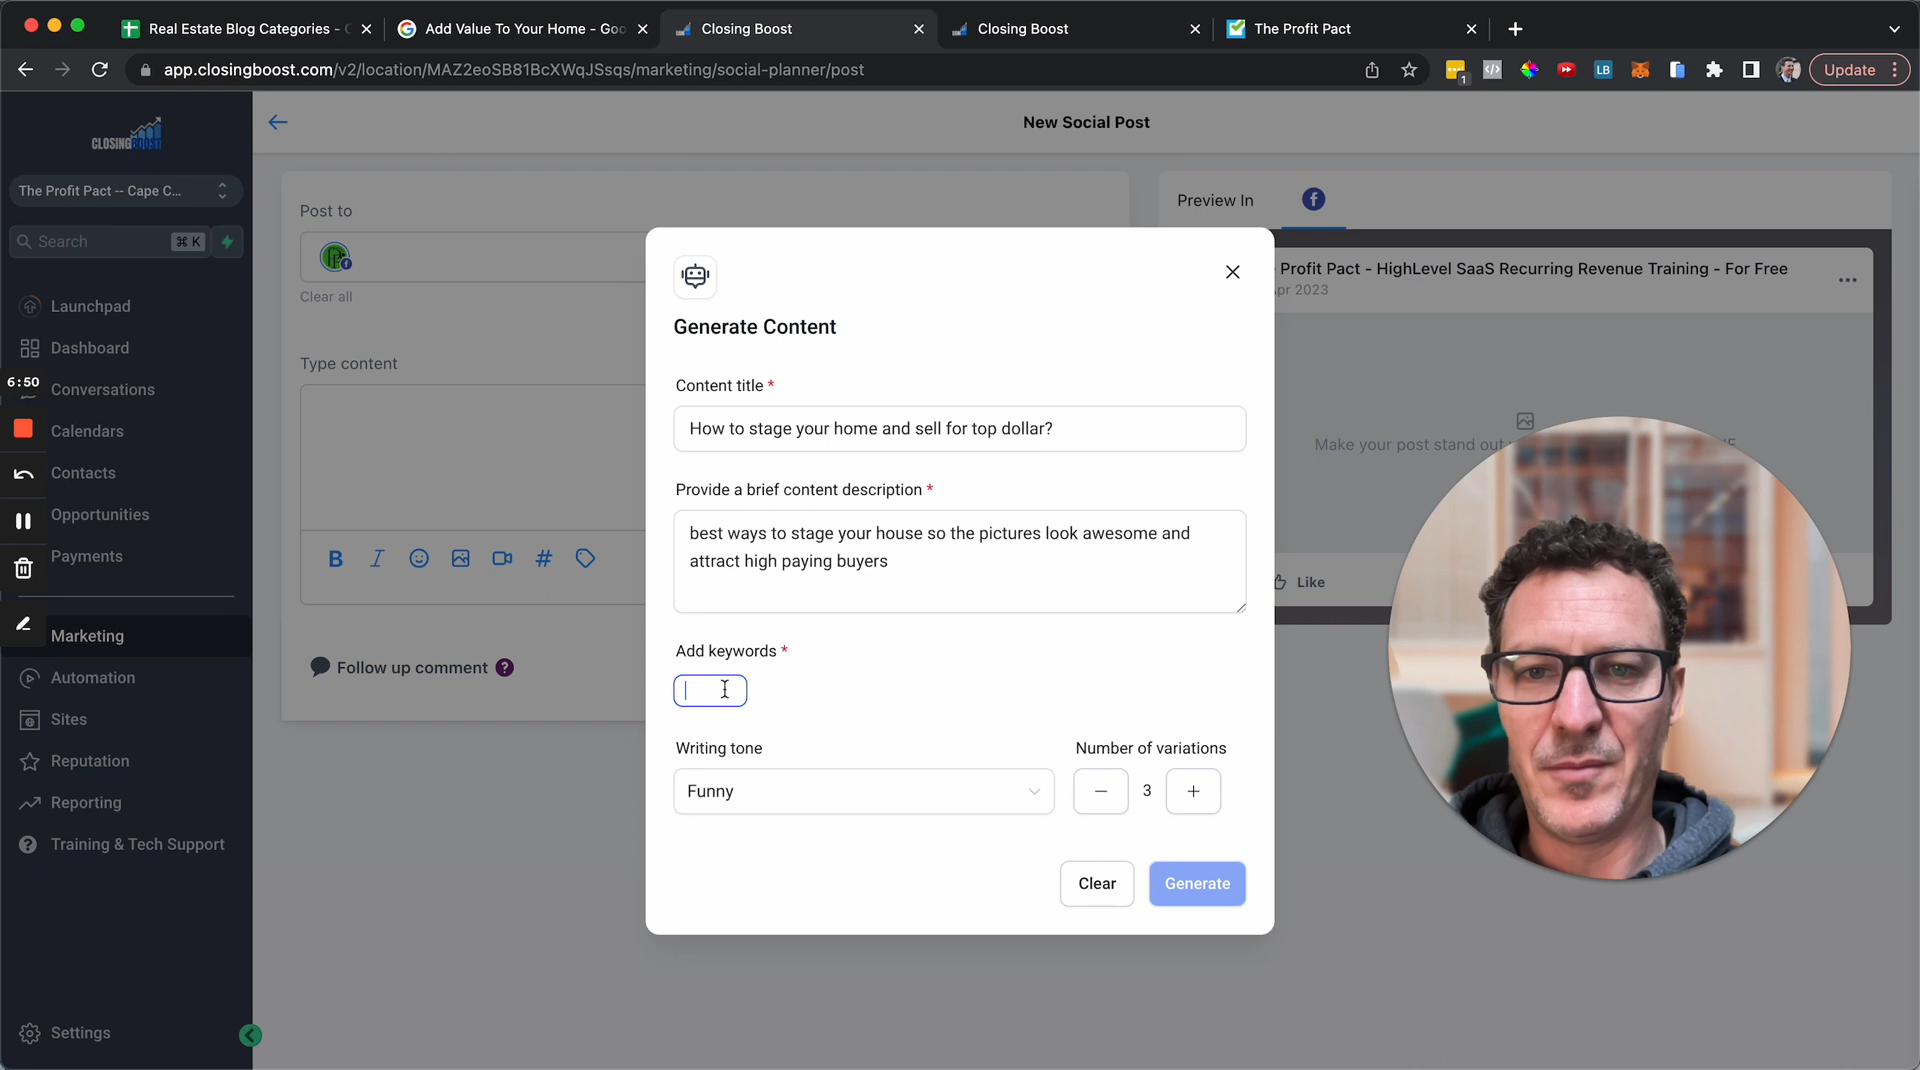 Real Estate Blog Categories - G
Add Value To Your Home - Goo
Closing Boost
Closing Boost
The Profit Pact
app.closingboost.com/v2/location/MAZ2eoSB81BcXWqJSsqs/marketing/social-planner/post
1
LB
Update
CLOSINGBOOST
The Profit Pact -- Cape C...
Search
⌘ K
Launchpad
Dashboard
6:50
Conversations
Calendars
Contacts
Opportunities
Payments
Marketing
Automation
Sites
Reputation
Reporting
Training & Tech Support
Settings
New Social Post
Post to
Clear all
Type content
B
I
#
Follow up comment ?
Preview In
Profit Pact - HighLevel SaaS Recurring Revenue Training - For Free
pr 2023
Make your post stand out
Like
Generate Content
Content title *
How to stage your home and sell for top dollar?
Provide a brief content description *
best ways to stage your house so the pictures look awesome and
attract high paying buyers
Add keywords *
Writing tone
Number of variations
Funny
3
Clear
Generate